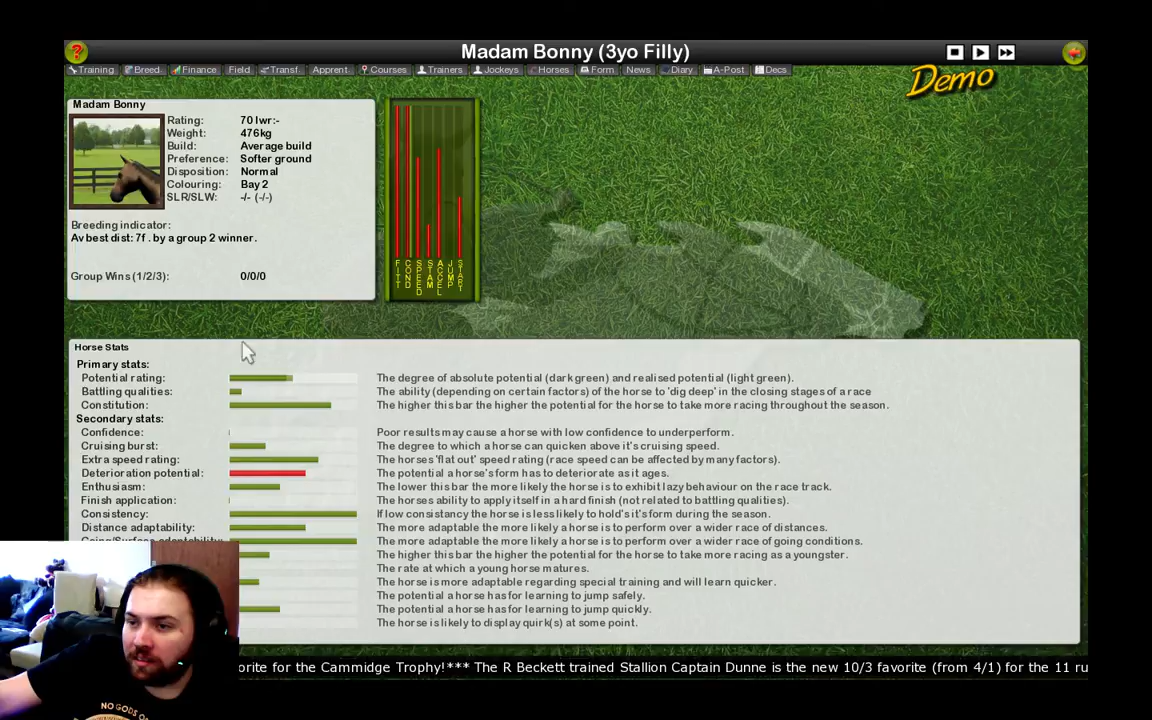 Madam Bonny (3yo Filly)
Training Breed Finance Field Transf. Apprent. Courses Trainers Jockeys Horses Form News Diary A-Post Decs
Demo
Madam Bonny
Rating: 70 lwr:-
Weight: 476kg
Build: Average build
Preference: Softer ground
Disposition: Normal
Colouring: Bay 2
SLR/SLW: -/- (-/-)
Breeding indicator:
Av best dist: 7f. by a group 2 winner.
Group Wins (1/2/3): 0/0/0
FITT COND SPEED STAM ACCEL JUMP START
Horse Stats
Primary stats:
Potential rating: The degree of absolute potential (dark green) and realised potential (light green).
Battling qualities: The ability (depending on certain factors) of the horse to 'dig deep' in the closing stages of a race
Constitution: The higher this bar the higher the potential for the horse to take more racing throughout the season.
Secondary stats:
Confidence: Poor results may cause a horse with low confidence to underperform.
Cruising burst: The degree to which a horse can quicken above it's cruising speed.
Extra speed rating: The horses 'flat out' speed rating (race speed can be affected by many factors).
Deterioration potential: The potential a horse's form has to deteriorate as it ages.
Enthusiasm: The lower this bar the more likely the horse is to exhibit lazy behaviour on the race track.
Finish application: The horses ability to apply itself in a hard finish (not related to battling qualities).
Consistency: If low consistancy the horse is less likely to hold's it's form during the season.
Distance adaptability: The more adaptable the more likely a horse is to perform over a wider race of distances.
Going/Surface adaptability: The more adaptable the more likely a horse is to perform over a wider race of going conditions.
The higher this bar the higher the potential for the horse to take more racing as a youngster.
The rate at which a young horse matures.
The horse is more adaptable regarding special training and will learn quicker.
The potential a horse has for learning to jump safely.
The potential a horse has for learning to jump quickly.
The horse is likely to display quirk(s) at some point.
orite for the Cammidge Trophy!*** The R Beckett trained Stallion Captain Dunne is the new 10/3 favorite (from 4/1) for the 11 ru
NO GODS